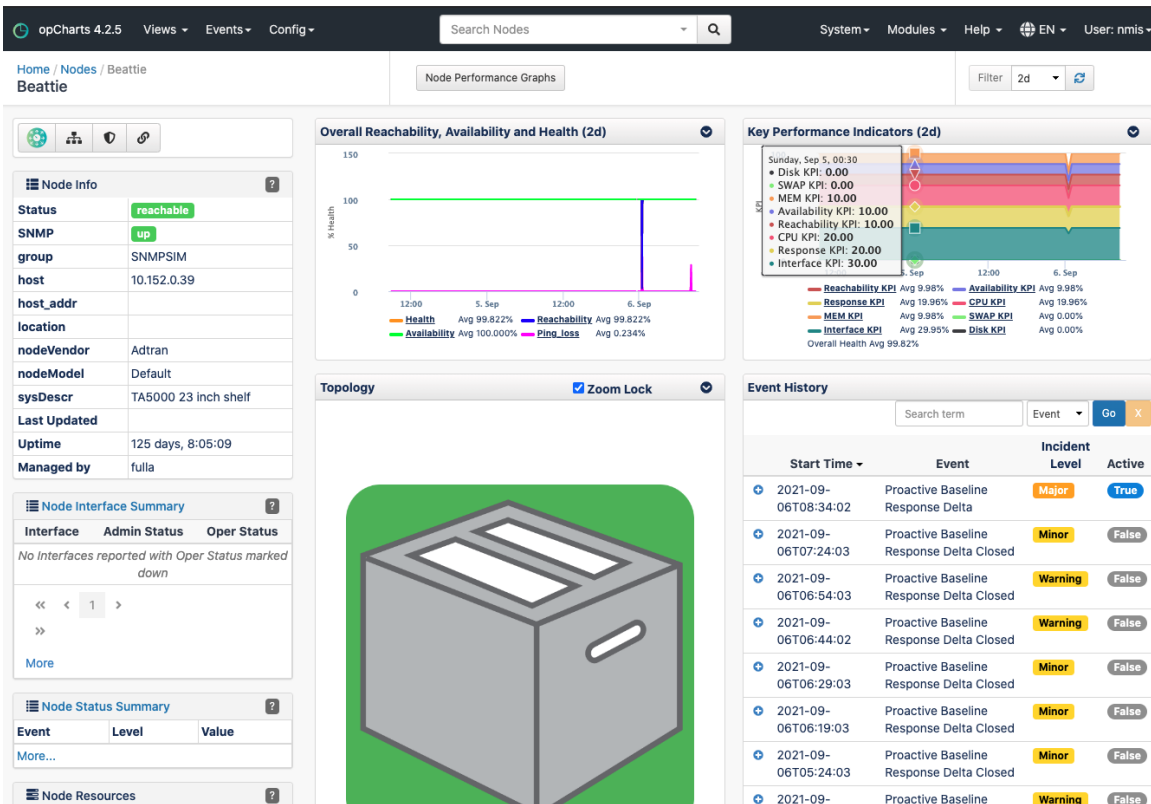 opCharts 4.2.5 Views Events Config Search Nodes System Modules Help EN User: nmis
Home / Nodes / Beattie
Beattie
Node Performance Graphs
Filter 2d
Node Info ?
Status reachable
SNMP up
group SNMPSIM
host 10.152.0.39
host_addr
location
nodeVendor Adtran
nodeModel Default
sysDescr TA5000 23 inch shelf
Last Updated
Uptime 125 days, 8:05:09
Managed by fulla
Node Interface Summary ?
Interface Admin Status Oper Status
No Interfaces reported with Oper Status marked
down
« < 1 >
»
More
Node Status Summary ?
Event Level Value
More...
Node Resources ?
Overall Reachability, Availability and Health (2d)
% Health
150
100
50
0
12:00 5. Sep 12:00 6. Sep
Health Avg 99.822% Reachability Avg 99.822%
Availability Avg 100.000% Ping_loss Avg 0.234%
Topology Zoom Lock
Key Performance Indicators (2d)
KPI
Sunday, Sep 5, 00:30
Disk KPI: 0.00
SWAP KPI: 0.00
MEM KPI: 10.00
Availability KPI: 10.00
Reachability KPI: 10.00
CPU KPI: 20.00
Response KPI: 20.00
Interface KPI: 30.00
12:00 5. Sep 12:00 6. Sep
Reachability KPI Avg 9.98% Availability KPI Avg 9.98%
Response KPI Avg 19.96% CPU KPI Avg 19.96%
MEM KPI Avg 9.98% SWAP KPI Avg 0.00%
Interface KPI Avg 29.95% Disk KPI Avg 0.00%
Overall Health Avg 99.82%
Event History
Search term Event Go X
Incident
Start Time Event Level Active
2021-09- Proactive Baseline Major True
06T08:34:02 Response Delta
2021-09- Proactive Baseline Minor False
06T07:24:03 Response Delta Closed
2021-09- Proactive Baseline Warning False
06T06:54:03 Response Delta Closed
2021-09- Proactive Baseline Warning False
06T06:44:02 Response Delta Closed
2021-09- Proactive Baseline Minor False
06T06:29:03 Response Delta Closed
2021-09- Proactive Baseline Minor False
06T06:19:03 Response Delta Closed
2021-09- Proactive Baseline Minor False
06T05:24:03 Response Delta Closed
2021-09- Proactive Baseline Warning False